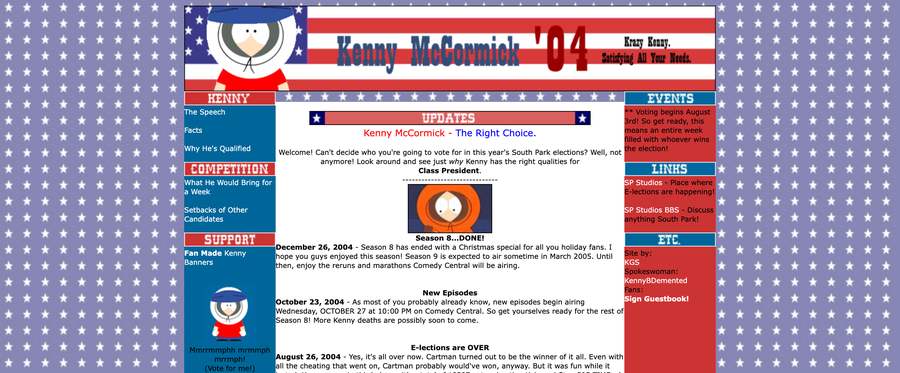 Kenny McCormick '04
Krazy Kenny.
Satisfying All Your Needs.
KENNY
The Speech
Facts
Why He's Qualified
COMPETITION
What He Would Bring for
a Week
Setbacks of Other
Candidates
SUPPORT
Fan Made Kenny
Banners
Mmrrmmphh mrmmph
mrrmph!
(Vote for me!)
UPDATES
Kenny McCormick - The Right Choice.
Welcome! Can't decide who you're going to vote for in this year's South Park elections? Well, not
anymore! Look around and see just why Kenny has the right qualities for
Class President.
----------------------------
Season 8...DONE!
December 26, 2004 - Season 8 has ended with a Christmas special for all you holiday fans. I
hope you guys enjoyed this season! Season 9 is expected to air sometime in March 2005. Until
then, enjoy the reruns and marathons Comedy Central will be airing.
New Episodes
October 23, 2004 - As most of you probably already know, new episodes begin airing
Wednesday, OCTOBER 27 at 10:00 PM on Comedy Central. So get yourselves ready for the rest of
Season 8! More Kenny deaths are possibly soon to come.
E-lections are OVER
August 26, 2004 - Yes, it's all over now. Cartman turned out to be the winner of it all. Even with
all the cheating that went on, Cartman probably would've won, anyway. But it was fun while it
EVENTS
** Voting begins August
3rd! So get ready, this
means an entire week
filled with whoever wins
the election!
LINKS
SP Studios - Place where
E-lections are happening!
SP Studios BBS - Discuss
anything South Park!
ETC.
Site by:
KGS
Spokeswoman:
KennyBDemented
Fans:
Sign Guestbook!